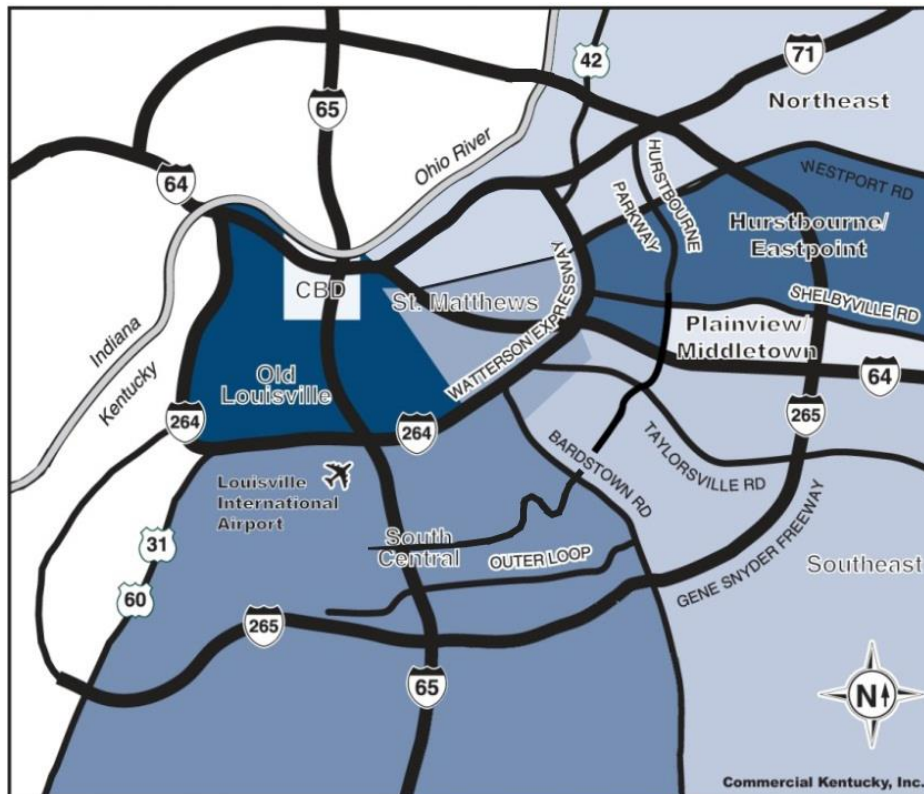 42
71
65
Northeast
Ohio River
HURSTBOURNE
PARKWAY
WESTPORT RD
64
Hurstbourne/
Eastpoint
CBD
St. Matthews
WATTERSON EXPRESSWAY
SHELBYVILLE RD
Indiana
Kentucky
Plainview/
Middletown
Old
Louisville
64
264
264
265
BARDSTOWN RD
TAYLORSVILLE RD
Louisville
International
Airport
31
South
Central
OUTER LOOP
GENE SNYDER FREEWAY
Southeast
60
265
65
N
Commercial Kentucky, Inc.